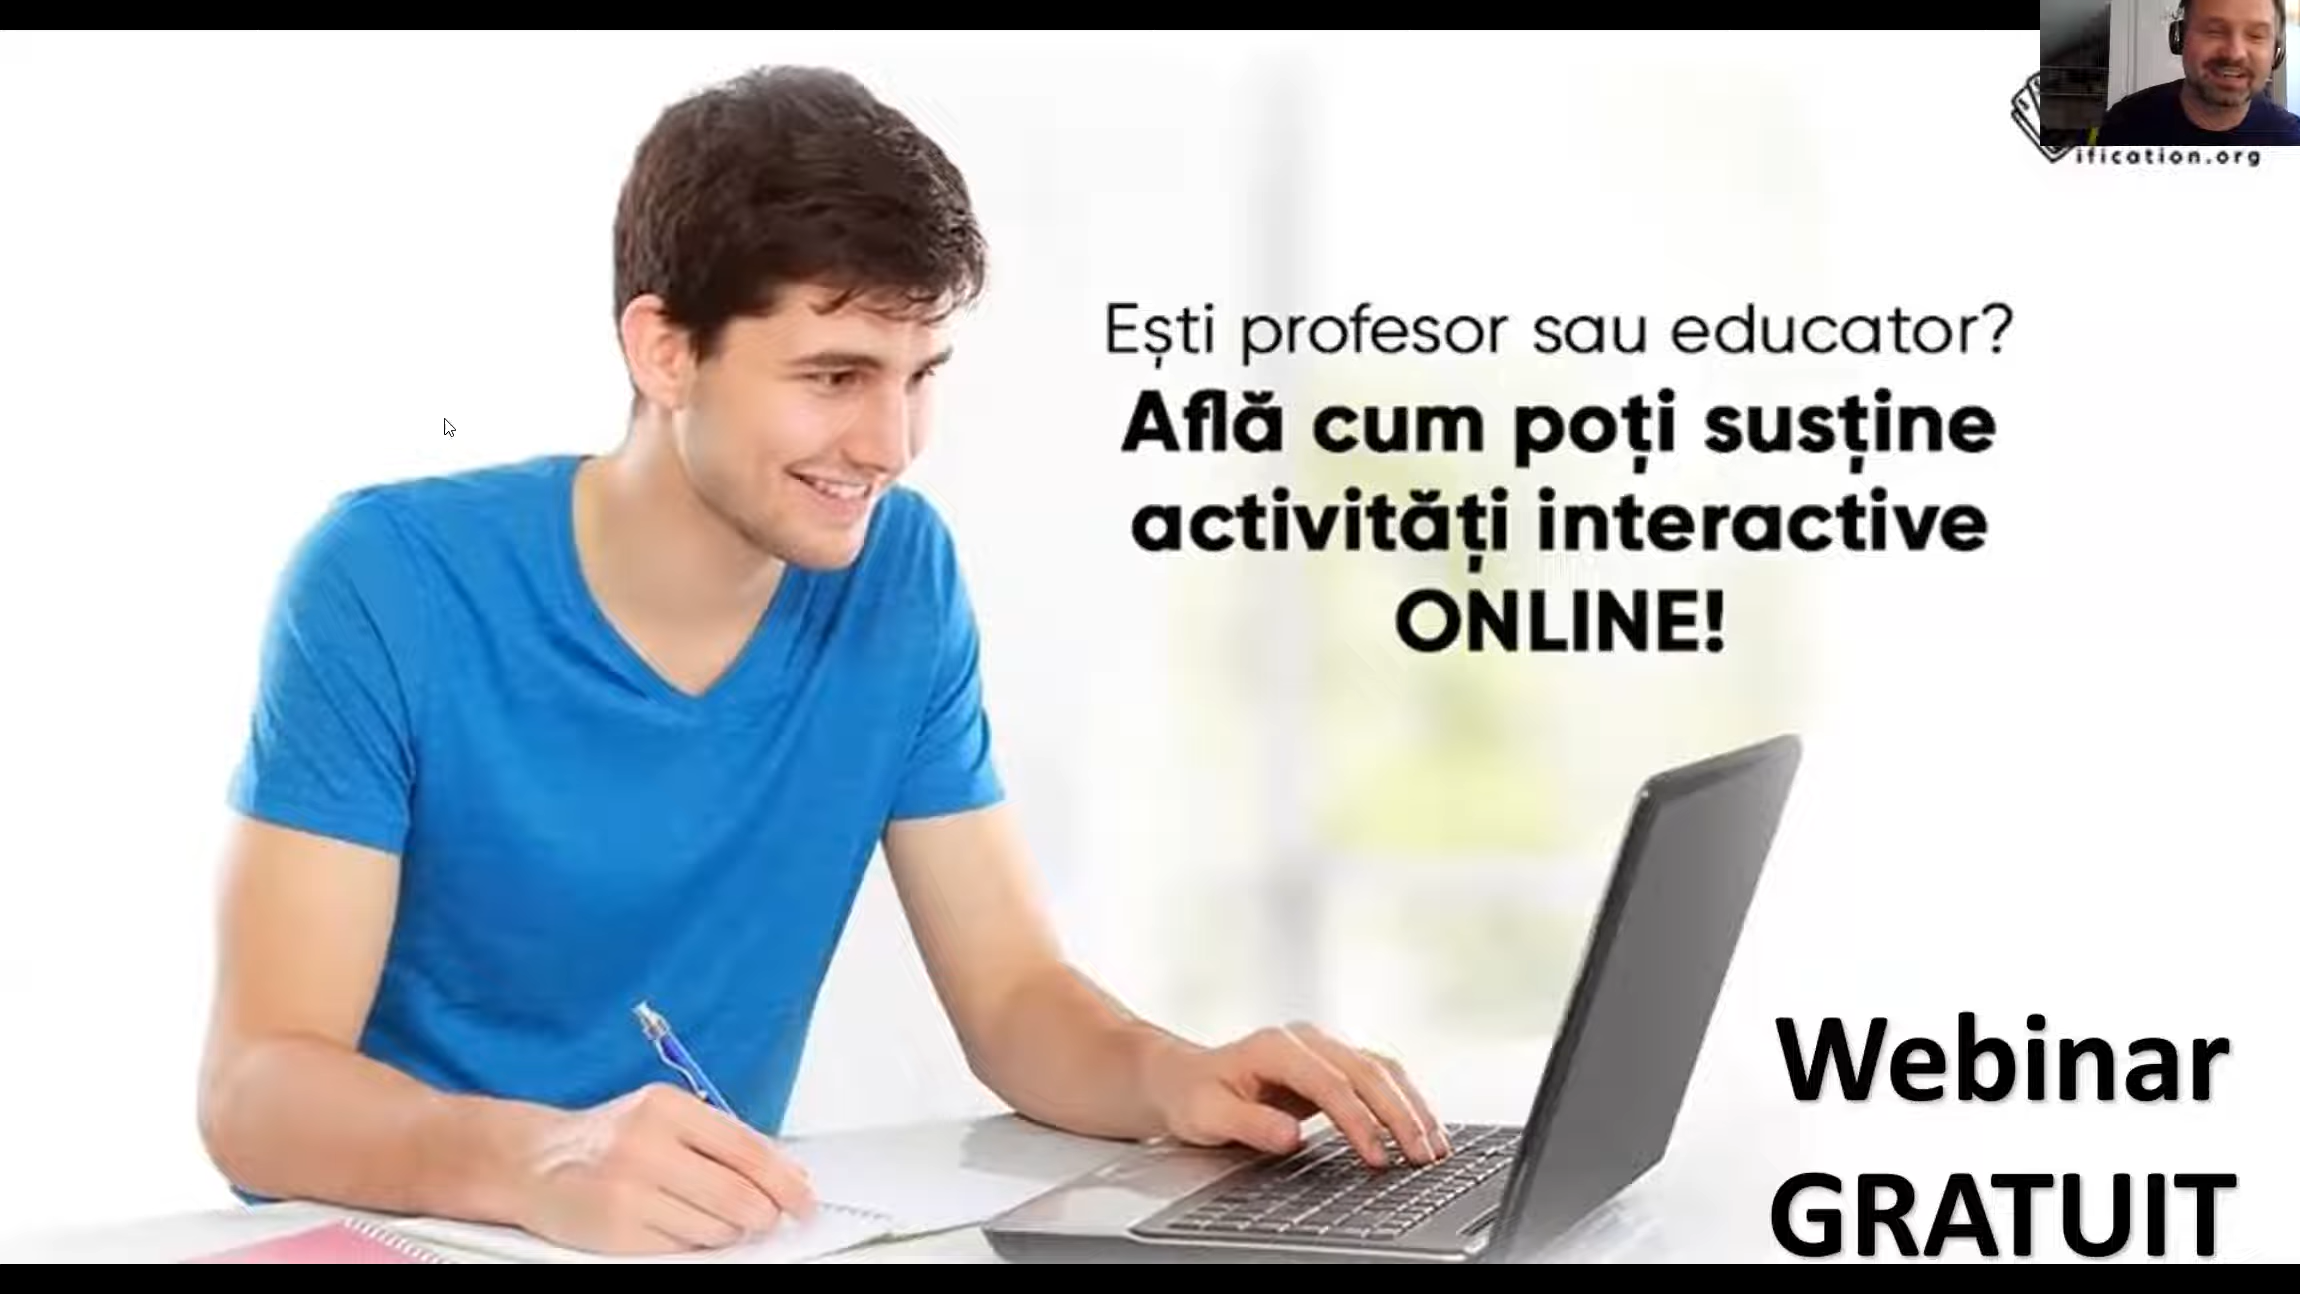 ification.org
Ești profesor sau educator?
Află cum poți susține
activități interactive
ONLINE!
Webinar
GRATUIT